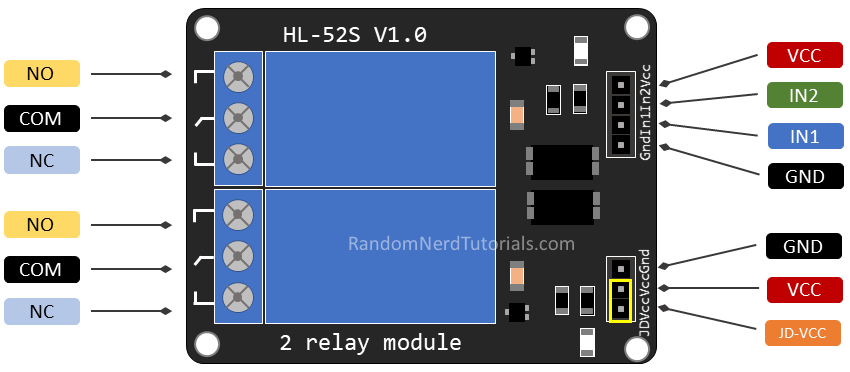 HL-52S V1.0
NO
COM
NC
NO
COM
NC
VCC
IN2
IN1
GND
GndIn1In2Vcc
GND
VCC
JD-VCC
JDVccVccGnd
RandomNerdTutorials.com
2 relay module